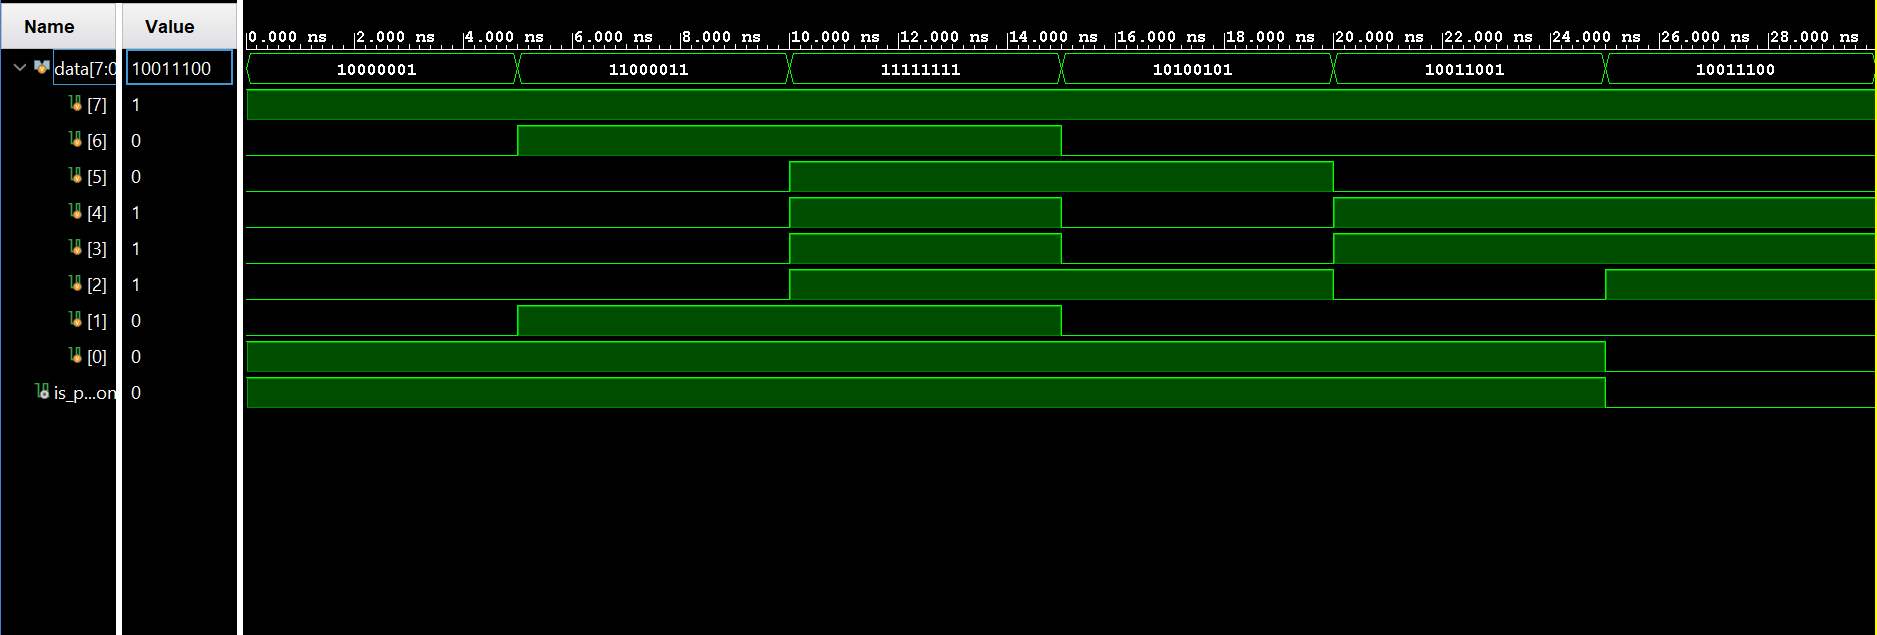 Name Value
0.000 ns 2.000 ns 4.000 ns 6.000 ns 8.000 ns 10.000 ns 12.000 ns 14.000 ns 16.000 ns 18.000 ns 20.000 ns 22.000 ns 24.000 ns 26.000 ns 28.000 ns
data[7:0 10011100 10000001 11000011 11111111 10100101 10011001 10011100
[7] 1
[6] 0
[5] 0
[4] 1
[3] 1
[2] 1
[1] 0
[0] 0
is_p...on 0